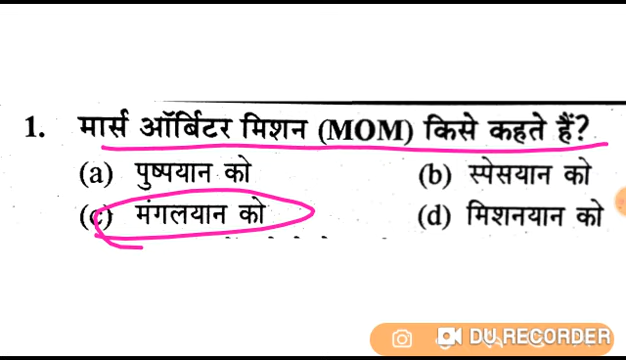 1. मार्स ऑर्बिटर मिशन (MOM) किसे कहते हैं?
(a) पुष्पयान को (b) स्पेसयान को
(c) मंगलयान को (d) मिशनयान को
DU RECORDER